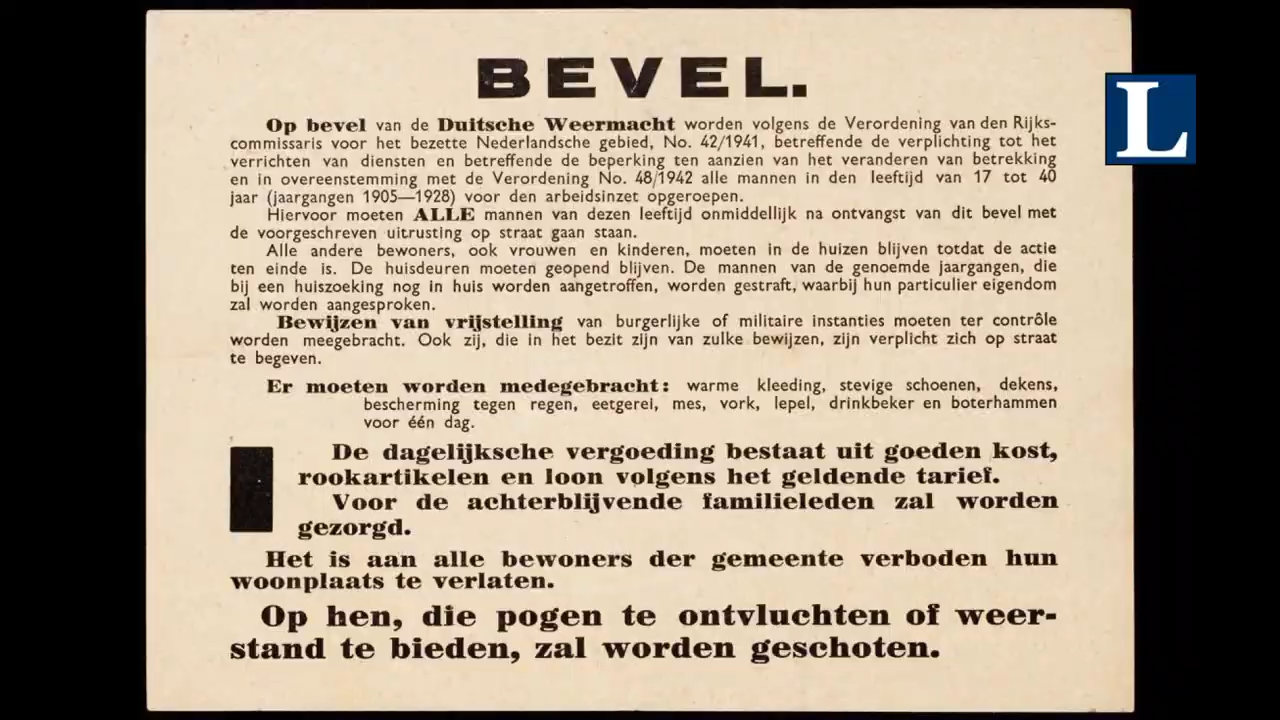 BEVEL.
L
Op bevel van de Duitsche Weermacht worden volgens de Verordening van den Rijks-
commissaris voor het bezette Nederlandsche gebied, No. 42/1941, betreffende de verplichting tot het
verrichten van diensten en betreffende de beperking ten aanzien van het veranderen van betrekking
en in overeenstemming met de Verordening No. 48/1942 alle mannen in den leeftijd van 17 tot 40
jaar (jaargangen 1905—1928) voor den arbeidsinzet opgeroepen.
Hiervoor moeten ALLE mannen van dezen leeftijd onmiddellijk na ontvangst van dit bevel met
de voorgeschreven uitrusting op straat gaan staan.
Alle andere bewoners, ook vrouwen en kinderen, moeten in de huizen blijven totdat de actie
ten einde is. De huisdeuren moeten geopend blijven. De mannen van de genoemde jaargangen, die
bij een huiszoeking nog in huis worden aangetroffen, worden gestraft, waarbij hun particulier eigendom
zal worden aangesproken.
Bewijzen van vrijstelling van burgerlijke of militaire instanties moeten ter contrôle
worden meegebracht. Ook zij, die in het bezit zijn van zulke bewijzen, zijn verplicht zich op straat
te begeven.
Er moeten worden medegebracht: warme kleeding, stevige schoenen, dekens,
bescherming tegen regen, eetgerei, mes, vork, lepel, drinkbeker en boterhammen
voor één dag.
De dagelijksche vergoeding bestaat uit goeden kost,
rookartikelen en loon volgens het geldende tarief.
Voor de achterblijvende familieleden zal worden
gezorgd.
Het is aan alle bewoners der gemeente verboden hun
woonplaats te verlaten.
Op hen, die pogen te ontvluchten of weer-
stand te bieden, zal worden geschoten.